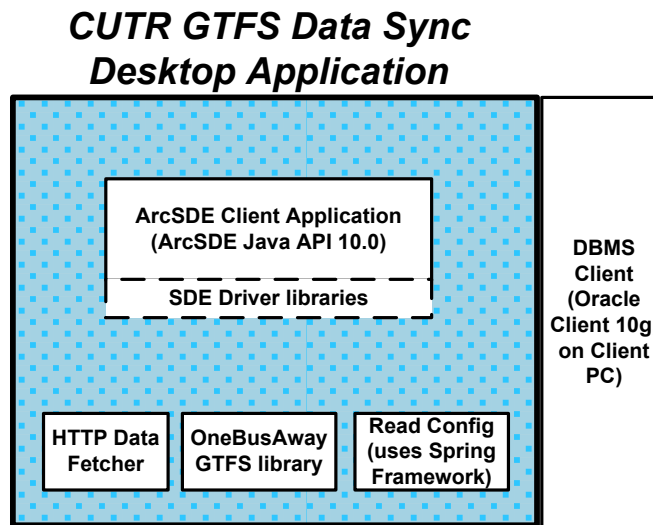 CUTR GTFS Data Sync
Desktop Application
ArcSDE Client Application
(ArcSDE Java API 10.0)
SDE Driver libraries
DBMS
Client
(Oracle
Client 10g
on Client
PC)
HTTP Data
Fetcher
OneBusAway
GTFS library
Read Config
(uses Spring
Framework)